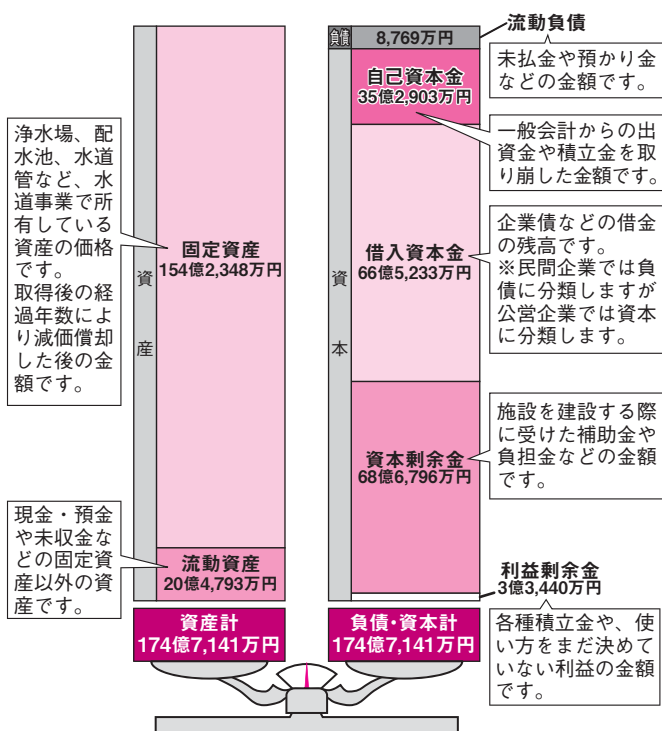 浄水場、配
水池、水道
管など、水
道事業で所
有している
資産の価格
です。
取得後の経
過年数によ
り減価償却
した後の金
額です。
現金・預金
や未収金な
どの固定資
産以外の資
産です。
資産
固定資産
154億2,348万円
流動資産
20億4,793万円
資産計
174億7,141万円
負債
8,769万円
資本
自己資本金
35億2,903万円
借入資本金
66億5,233万円
資本剰余金
68億6,796万円
負債・資本計
174億7,141万円
流動負債
未払金や預かり金
などの金額です。
一般会計からの出
資金や積立金を取
り崩した金額です。
企業債などの借金
の残高です。
※民間企業では負
債に分類しますが
公営企業では資本
に分類します。
施設を建設する際
に受けた補助金や
負担金などの金額
です。
利益剰余金
3億3,440万円
各種積立金や、使
い方をまだ決めて
いない利益の金額
です。